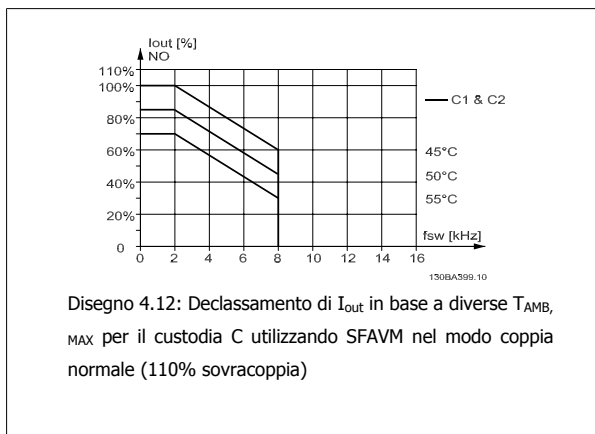 Iout [%]
NO
110%
100%
80%
60%
40%
20%
0
0 2 4 6 8 10 12 14 16
fsw [kHz]
C1 & C2
45°C
50°C
55°C
130BA399.10
Disegno 4.12: Declassamento di Iout in base a diverse TAMB,
MAX per il custodia C utilizzando SFAVM nel modo coppia
normale (110% sovracoppia)